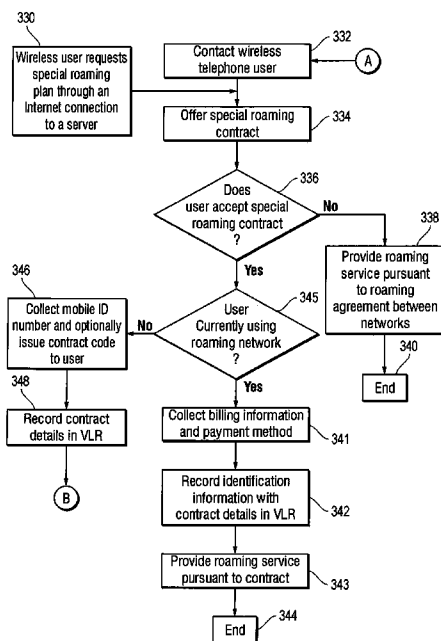 330
Wireless user requests
special roaming
plan through an
Internet connection
to a server
Contact wireless
telephone user
332
A
Offer special roaming
contract
334
Does
user accept special
roaming contract
?
336
No
Yes
338
Provide roaming
service pursuant
to roaming
agreement between
networks
340
End
User
Currently using
roaming network
?
345
No
Yes
346
Collect mobile ID
number and optionally
issue contract code
to user
348
Record contract
details in VLR
B
Collect billing information
and payment method
341
Record identification
information with
contract details in VLR
342
Provide roaming service
pursuant to contract
343
End
344